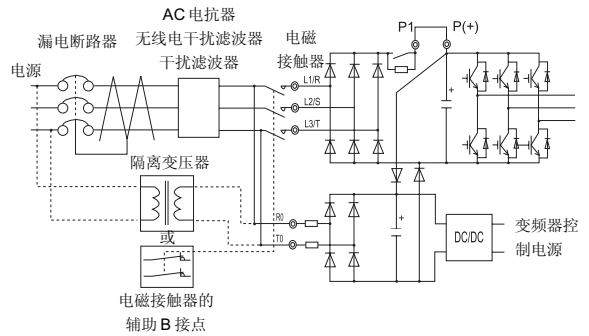 AC 电抗器
无线电干扰滤波器
干扰滤波器
漏电断路器
电源
电磁
接触器
P1
P(+)
L1/R
L2/S
L3/T
+
隔离变压器
或
R0
T0
+
DC/DC
变频器控
制电源
电磁接触器的
辅助 B 接点